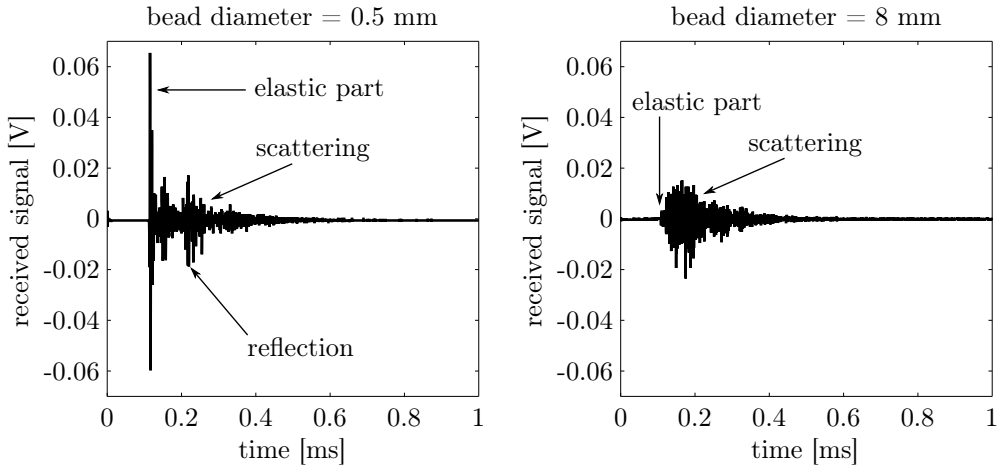 bead diameter = 0.5 mm
received signal [V]
0.06
0.04
0.02
0
-0.02
-0.04
-0.06
elastic part
scattering
reflection
0
0.2
0.4
0.6
0.8
1
time [ms]
bead diameter = 8 mm
received signal [V]
0.06
0.04
0.02
0
-0.02
-0.04
-0.06
elastic part
scattering
0
0.2
0.4
0.6
0.8
1
time [ms]